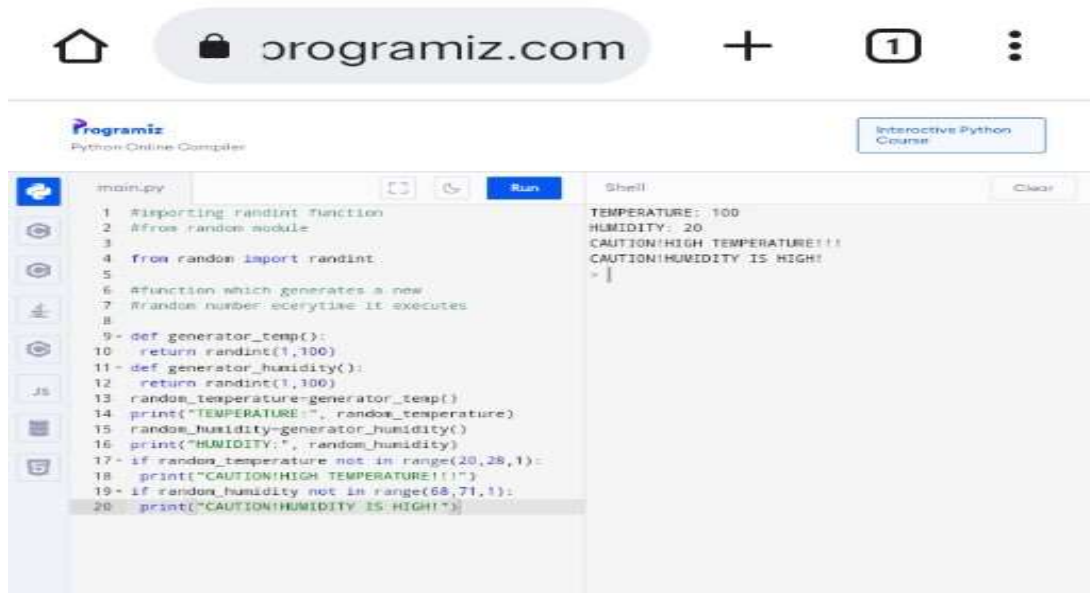 programiz.com
1
Programiz
Python Online Compiler
Interactive Python
Course
main.py
Run
Shell
Clear
1 #importing randint function
2 #from random module
3
4 from random import randint
5
6 #function which generates a new
7 #random number ecerytime it executes
8
9 - def generator_temp():
10 return randint(1,100)
11 - def generator_humidity():
12 return randint(1,100)
13 random_temperature=generator_temp()
14 print("TEMPERATURE:", random_temperature)
15 random_humidity=generator_humidity()
16 print("HUMIDITY:", random_humidity)
17 - if random_temperature not in range(20,28,1):
18 print("CAUTION!HIGH TEMPERATURE!!!")
19 - if random_humidity not in range(68,71,1):
20 print("CAUTION!HUMIDITY IS HIGH!")
JS
TEMPERATURE: 100
HUMIDITY: 20
CAUTION!HIGH TEMPERATURE!!!
CAUTION!HUMIDITY IS HIGH!
>